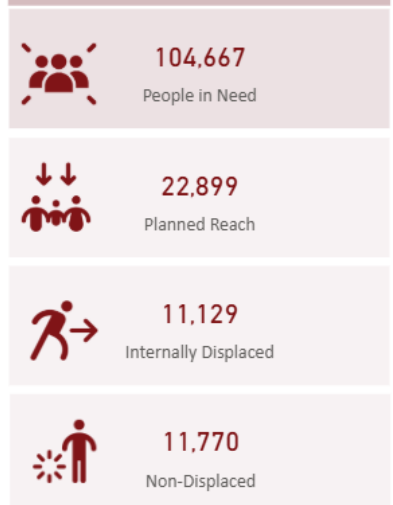 104,667
People in Need
22,899
Planned Reach
11,129
Internally Displaced
11,770
Non-Displaced